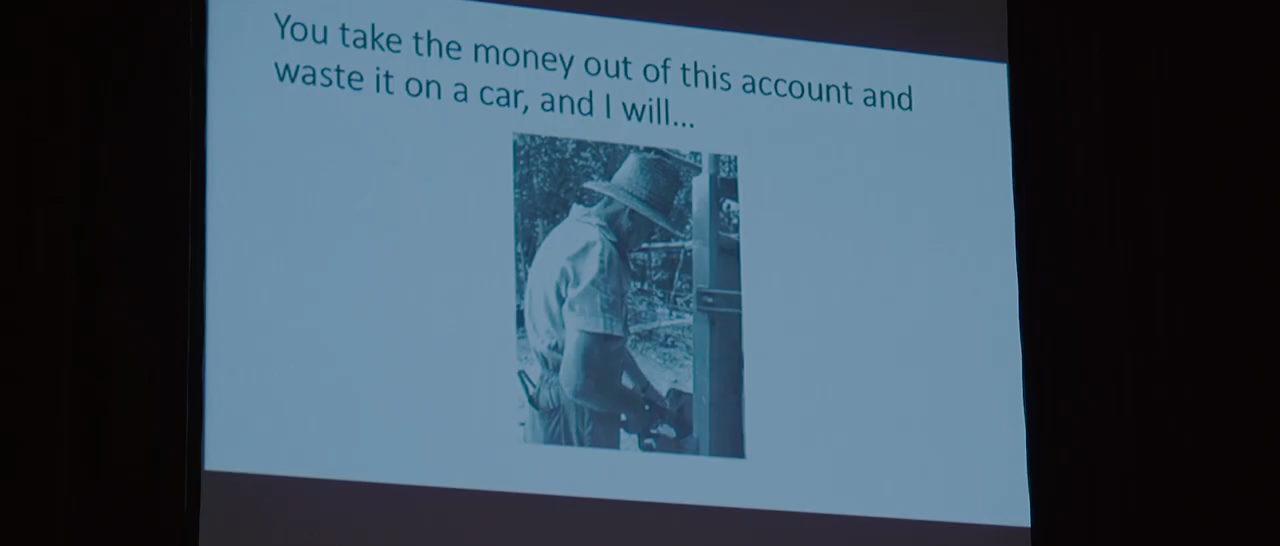 You take the money out of this account and
waste it on a car, and I will...